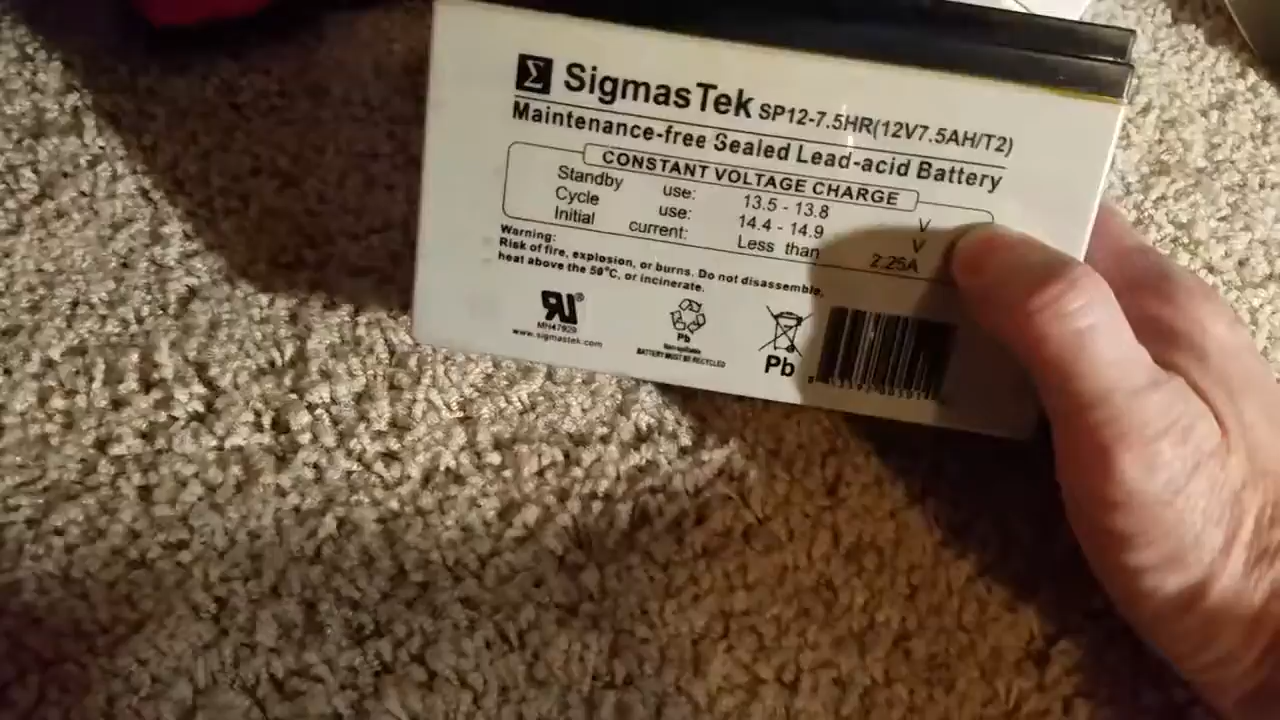 Σ SigmasTek SP12-7.5HR(12V7.5AH/T2)
Maintenance-free Sealed Lead-acid Battery
CONSTANT VOLTAGE CHARGE
Standby use: 13.5 - 13.8 V
Cycle use: 14.4 - 14.9 V
Initial current: Less than 2.25A
Warning:
Risk of fire, explosion, or burns. Do not disassemble,
heat above the 50°C, or incinerate.
®
MH47929
www.sigmastek.com
Pb
BATTERY MUST BE RECYCLED
Pb